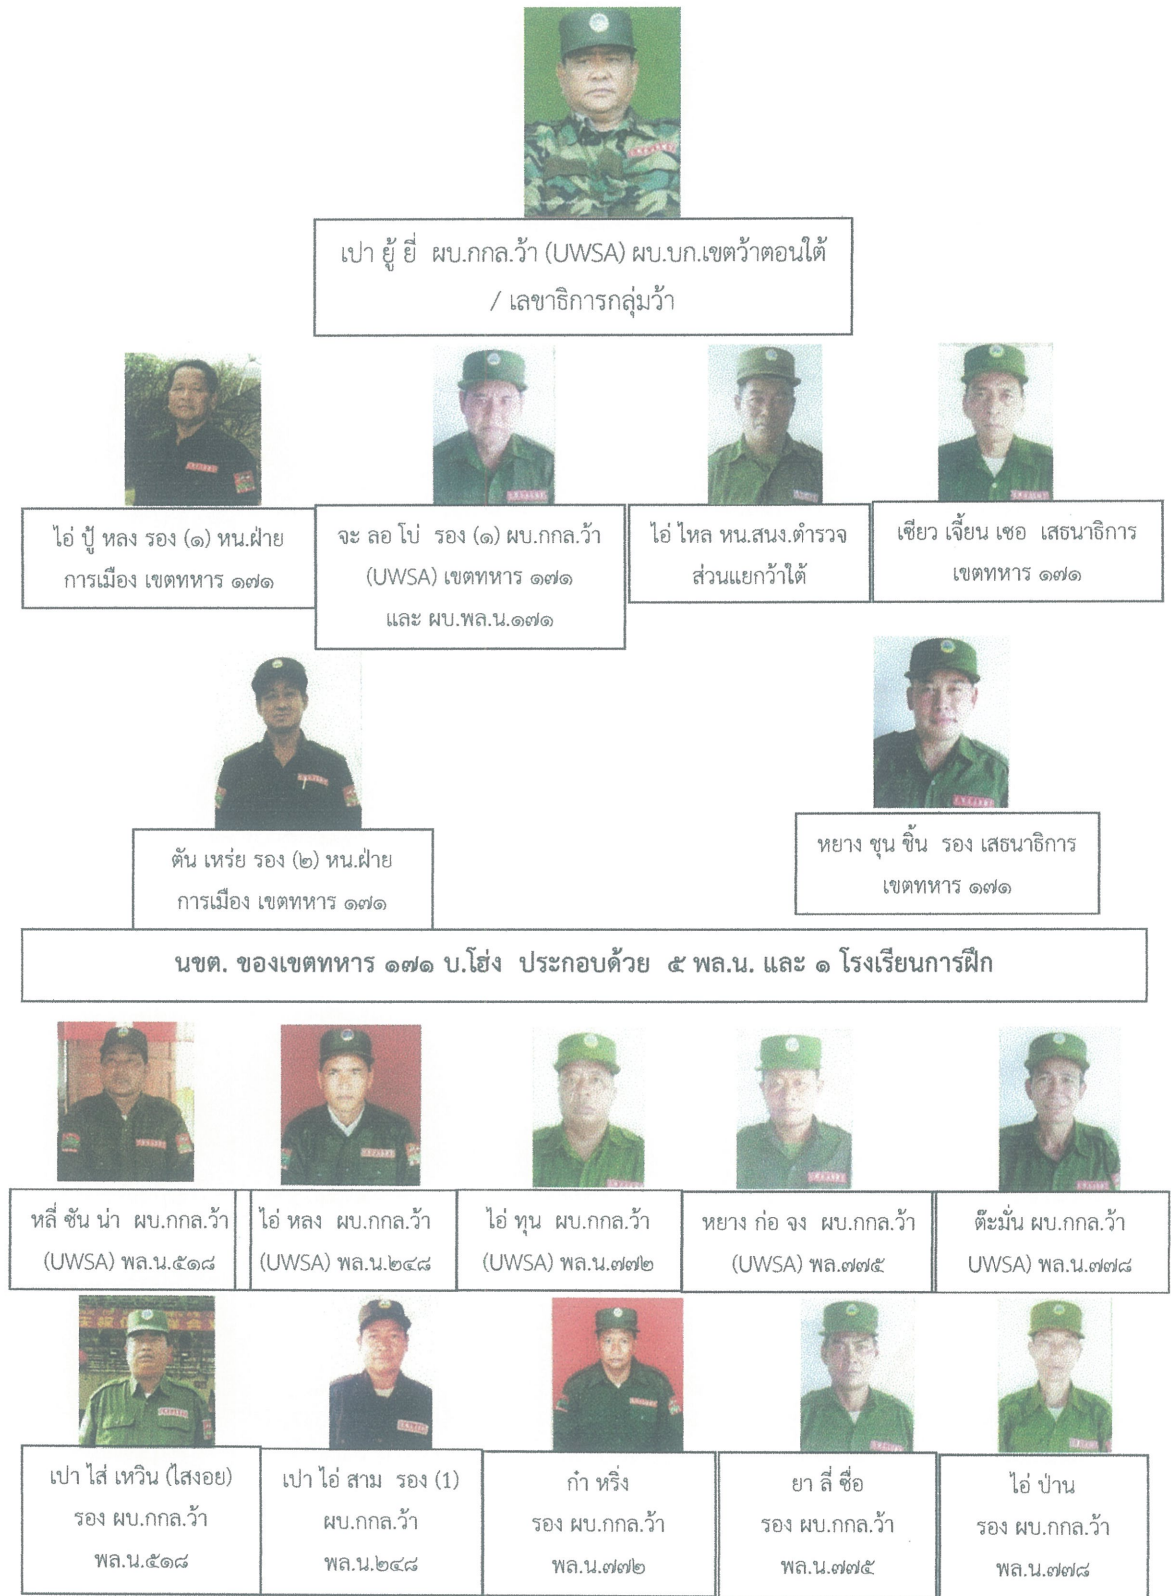 เปา ยู้ ยี่ ผบ.กกล.ว้า (UWSA) ผบ.บก.เขตว้าตอนใต้
/ เลขาธิการกลุ่มว้า
ไอ่ ปู้ หลง รอง (๑) หน.ฝ่าย
การเมือง เขตทหาร ๑๗๑
จะ ลอ โบ่ รอง (๑) ผบ.กกล.ว้า
(UWSA) เขตทหาร ๑๗๑
และ ผบ.พล.น.๑๗๑
ไอ่ ไหล หน.สนง.ตำรวจ
ส่วนแยกว้าใต้
เซียว เจี้ยน เซอ เสธนาธิการ
เขตทหาร ๑๗๑
ตัน เหร่ย รอง (๒) หน.ฝ่าย
การเมือง เขตทหาร ๑๗๑
หยาง ชุน ชิ้น รอง เสธนาธิการ
เขตทหาร ๑๗๑
นขต. ของเขตทหาร ๑๗๑ บ.โฮ่ง ประกอบด้วย ๕ พล.น. และ ๑ โรงเรียนการฝึก
หลี่ ซัน น่า ผบ.กกล.ว้า
(UWSA) พล.น.๕๑๘
ไอ่ หลง ผบ.กกล.ว้า
(UWSA) พล.น.๒๔๘
ไอ่ ทุน ผบ.กกล.ว้า
(UWSA) พล.น.๗๗๒
หยาง ก่อ จง ผบ.กกล.ว้า
(UWSA) พล.๗๗๕
ต๊ะมั่น ผบ.กกล.ว้า
UWSA) พล.น.๗๗๘
เปา ไส่ เหวิน (ไสงอย)
รอง ผบ.กกล.ว้า
พล.น.๕๑๘
เปา ไอ่ สาม รอง (1)
ผบ.กกล.ว้า
พล.น.๒๔๘
ก๋า หริ่ง
รอง ผบ.กกล.ว้า
พล.น.๗๗๒
ยา ลี่ ซื่อ
รอง ผบ.กกล.ว้า
พล.น.๗๗๕
ไอ่ ป่าน
รอง ผบ.กกล.ว้า
พล.น.๗๗๘